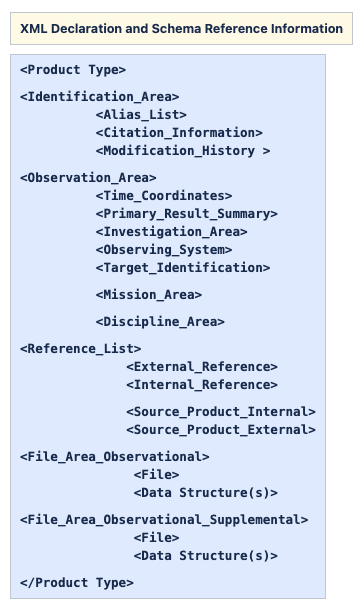 XML Declaration and Schema Reference Information
<Product Type>
<Identification_Area>
<Alias_List>
<Citation_Information>
<Modification_History >
<Observation_Area>
<Time_Coordinates>
<Primary_Result_Summary>
<Investigation_Area>
<Observing_System>
<Target_Identification>
<Mission_Area>
<Discipline_Area>
<Reference_List>
<External_Reference>
<Internal_Reference>
<Source_Product_Internal>
<Source_Product_External>
<File_Area_Observational>
<File>
<Data Structure(s)>
<File_Area_Observational_Supplemental>
<File>
<Data Structure(s)>
</Product Type>